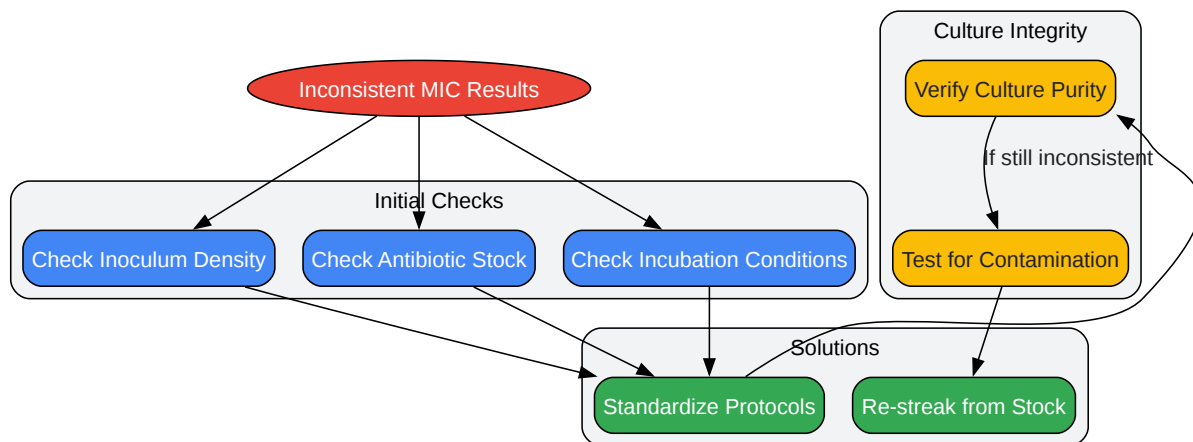 Culture Integrity
Inconsistent MIC Results
Verify Culture Purity
If still inconsistent
Initial Checks
Check Inoculum Density
Check Antibiotic Stock
Check Incubation Conditions
Test for Contamination
Solutions
Standardize Protocols
Re-streak from Stock